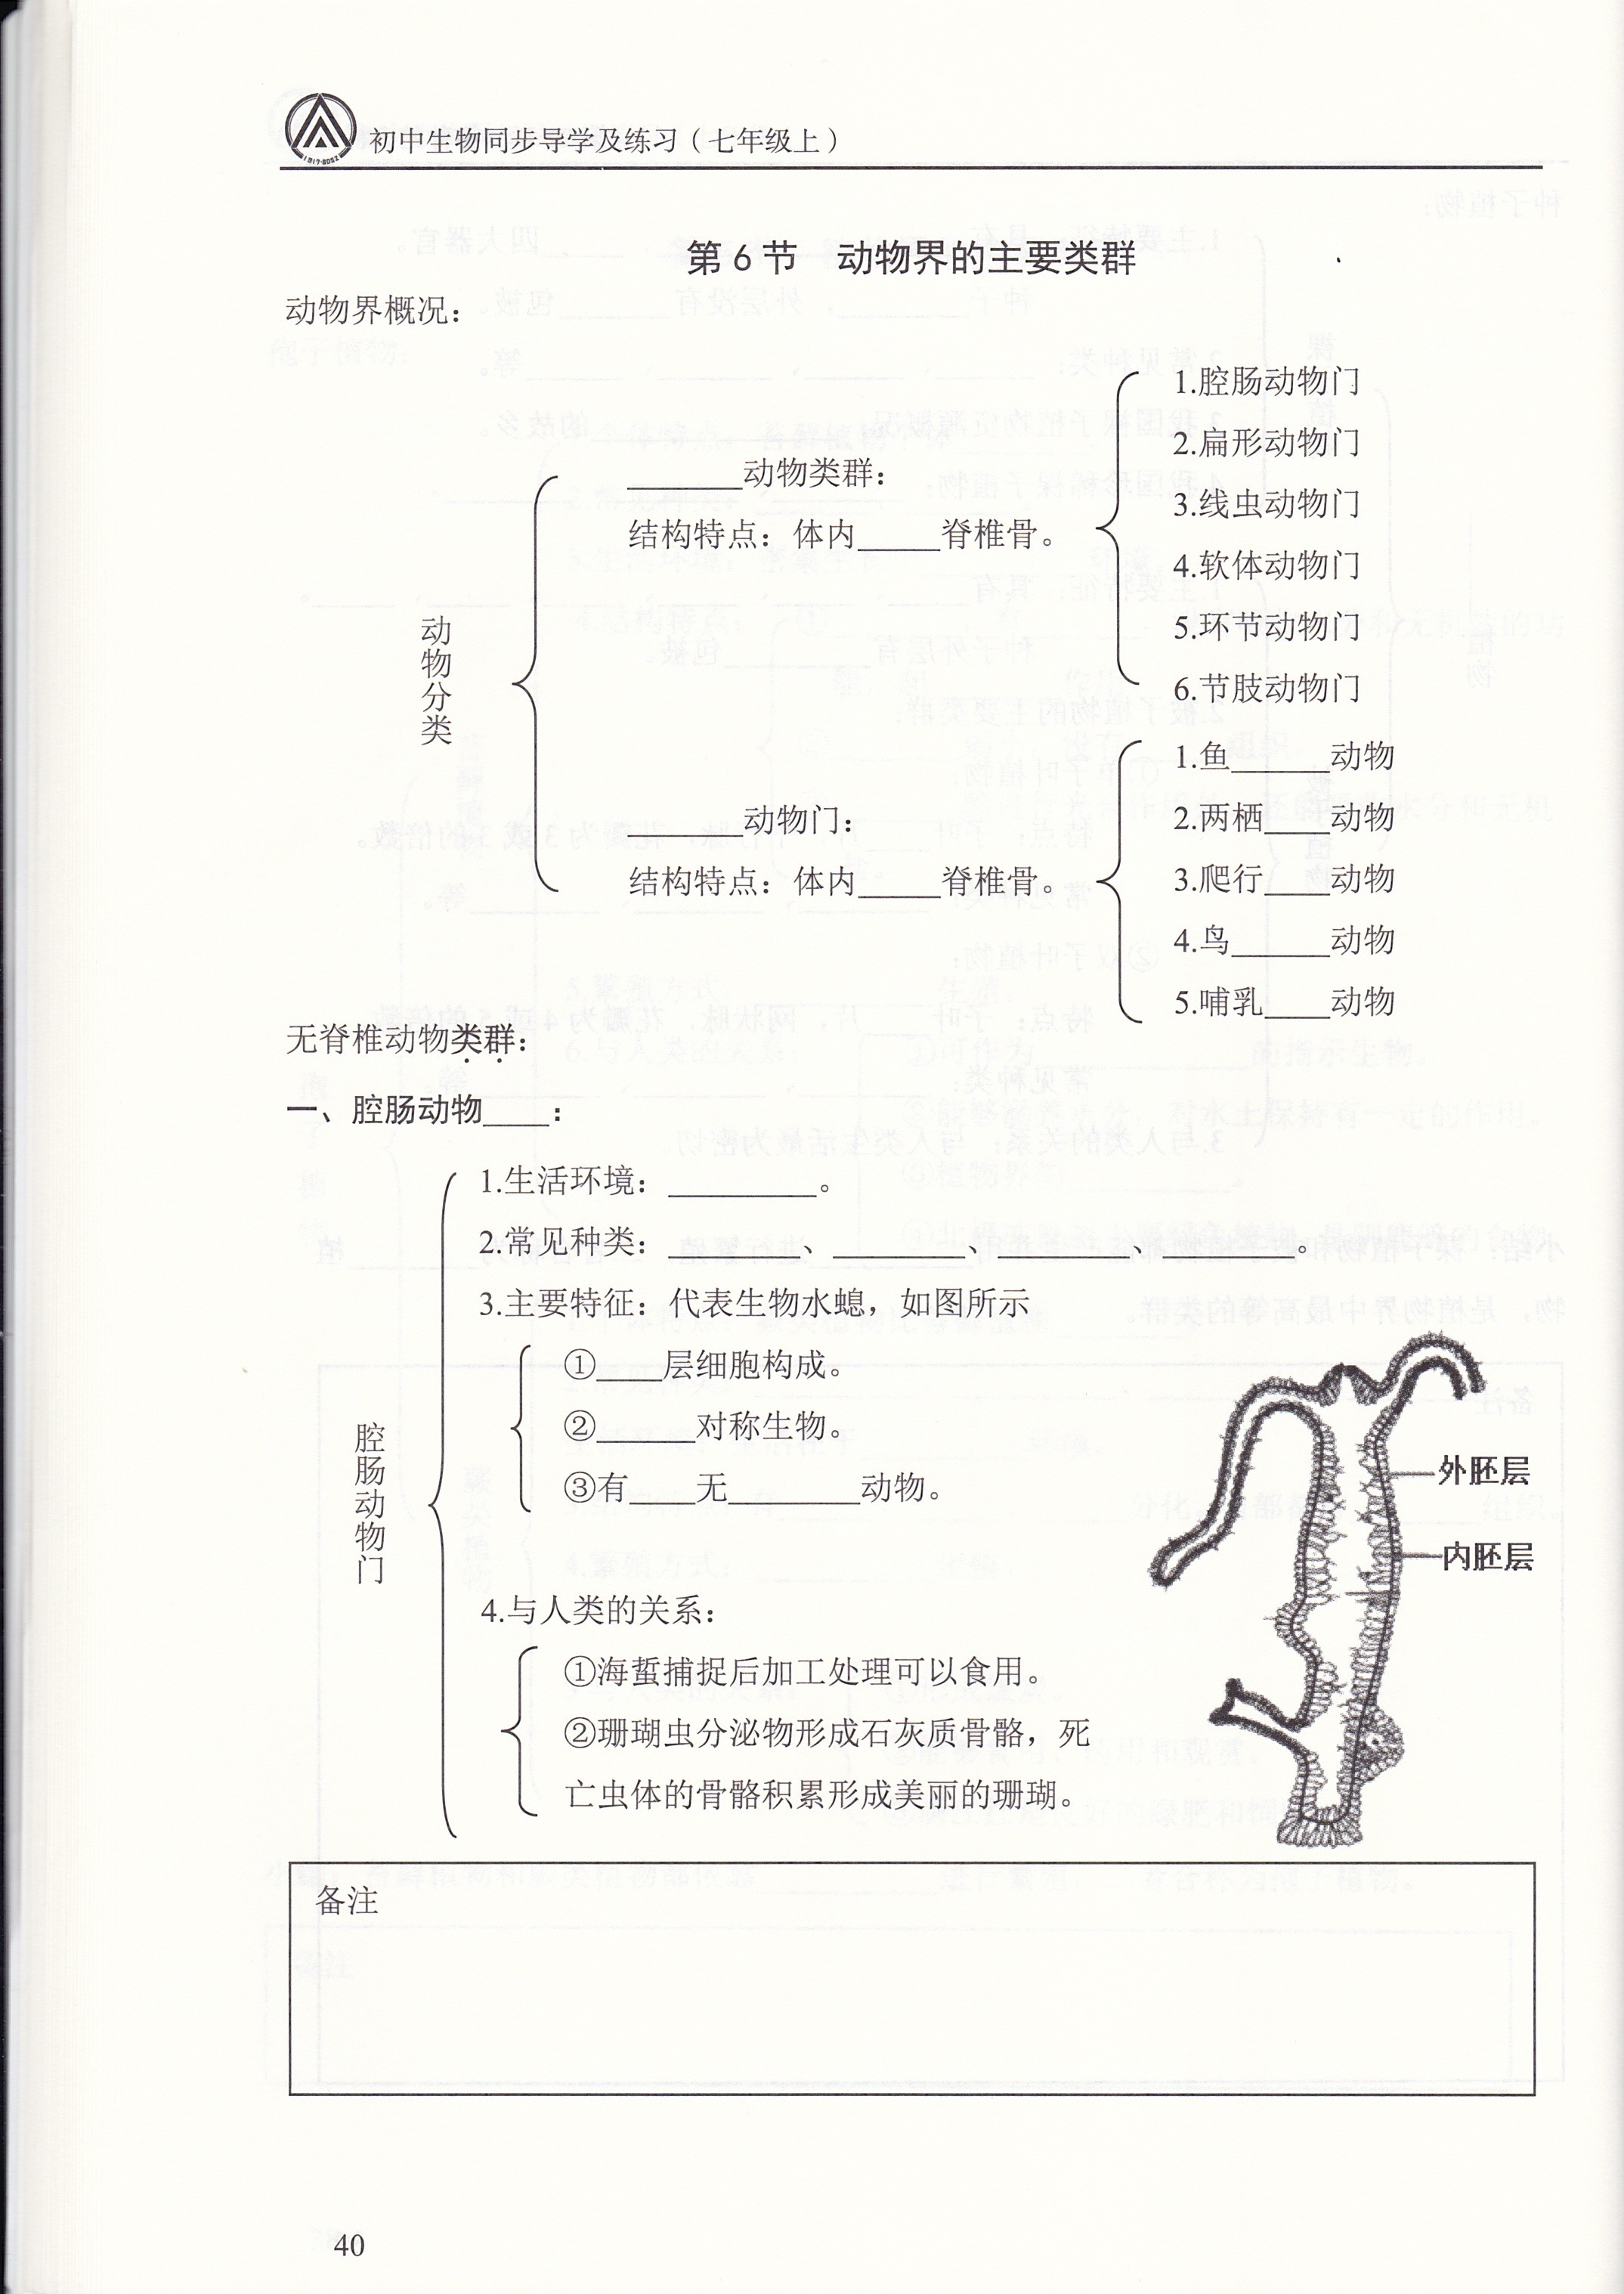 1917-8052
初中生物同步导学及练习（七年级上）
第 6 节 动物界的主要类群
动物界概况：
动物分类
_______动物类群：
结构特点：体内_____脊椎骨。
1.腔肠动物门
2.扁形动物门
3.线虫动物门
4.软体动物门
5.环节动物门
6.节肢动物门
_______动物门：
结构特点：体内_____脊椎骨。
1.鱼______动物
2.两栖____动物
3.爬行____动物
4.鸟______动物
5.哺乳____动物
无脊椎动物类群：
一、腔肠动物____：
腔肠动物门
1.生活环境：_________。
2.常见种类：________、________、________、________。
3.主要特征：代表生物水螅，如图所示
①____层细胞构成。
②______对称生物。
③有____无________动物。
外胚层
内胚层
4.与人类的关系：
①海蜇捕捉后加工处理可以食用。
②珊瑚虫分泌物形成石灰质骨骼，死
亡虫体的骨骼积累形成美丽的珊瑚。
备注
40